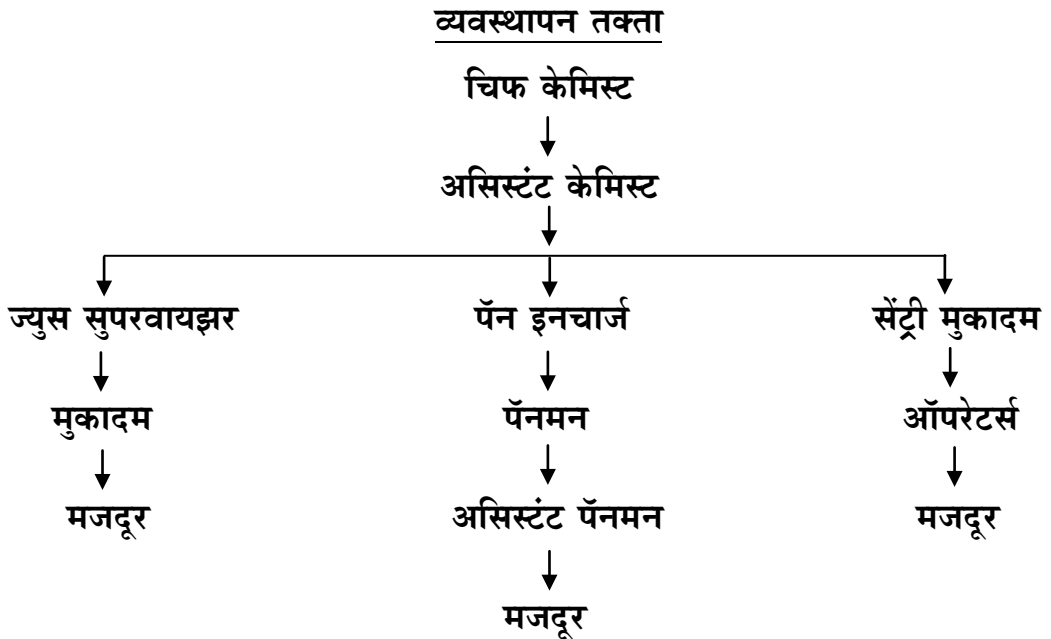 व्यवस्थापन तक्ता
चिफ केमिस्ट
असिस्टंट केमिस्ट
ज्युस सुपरवायझर पॅन इनचार्ज सेंट्री मुकादम
मुकादम पॅनमन ऑपरेटर्स
मजदूर असिस्टंट पॅनमन मजदूर
मजदूर